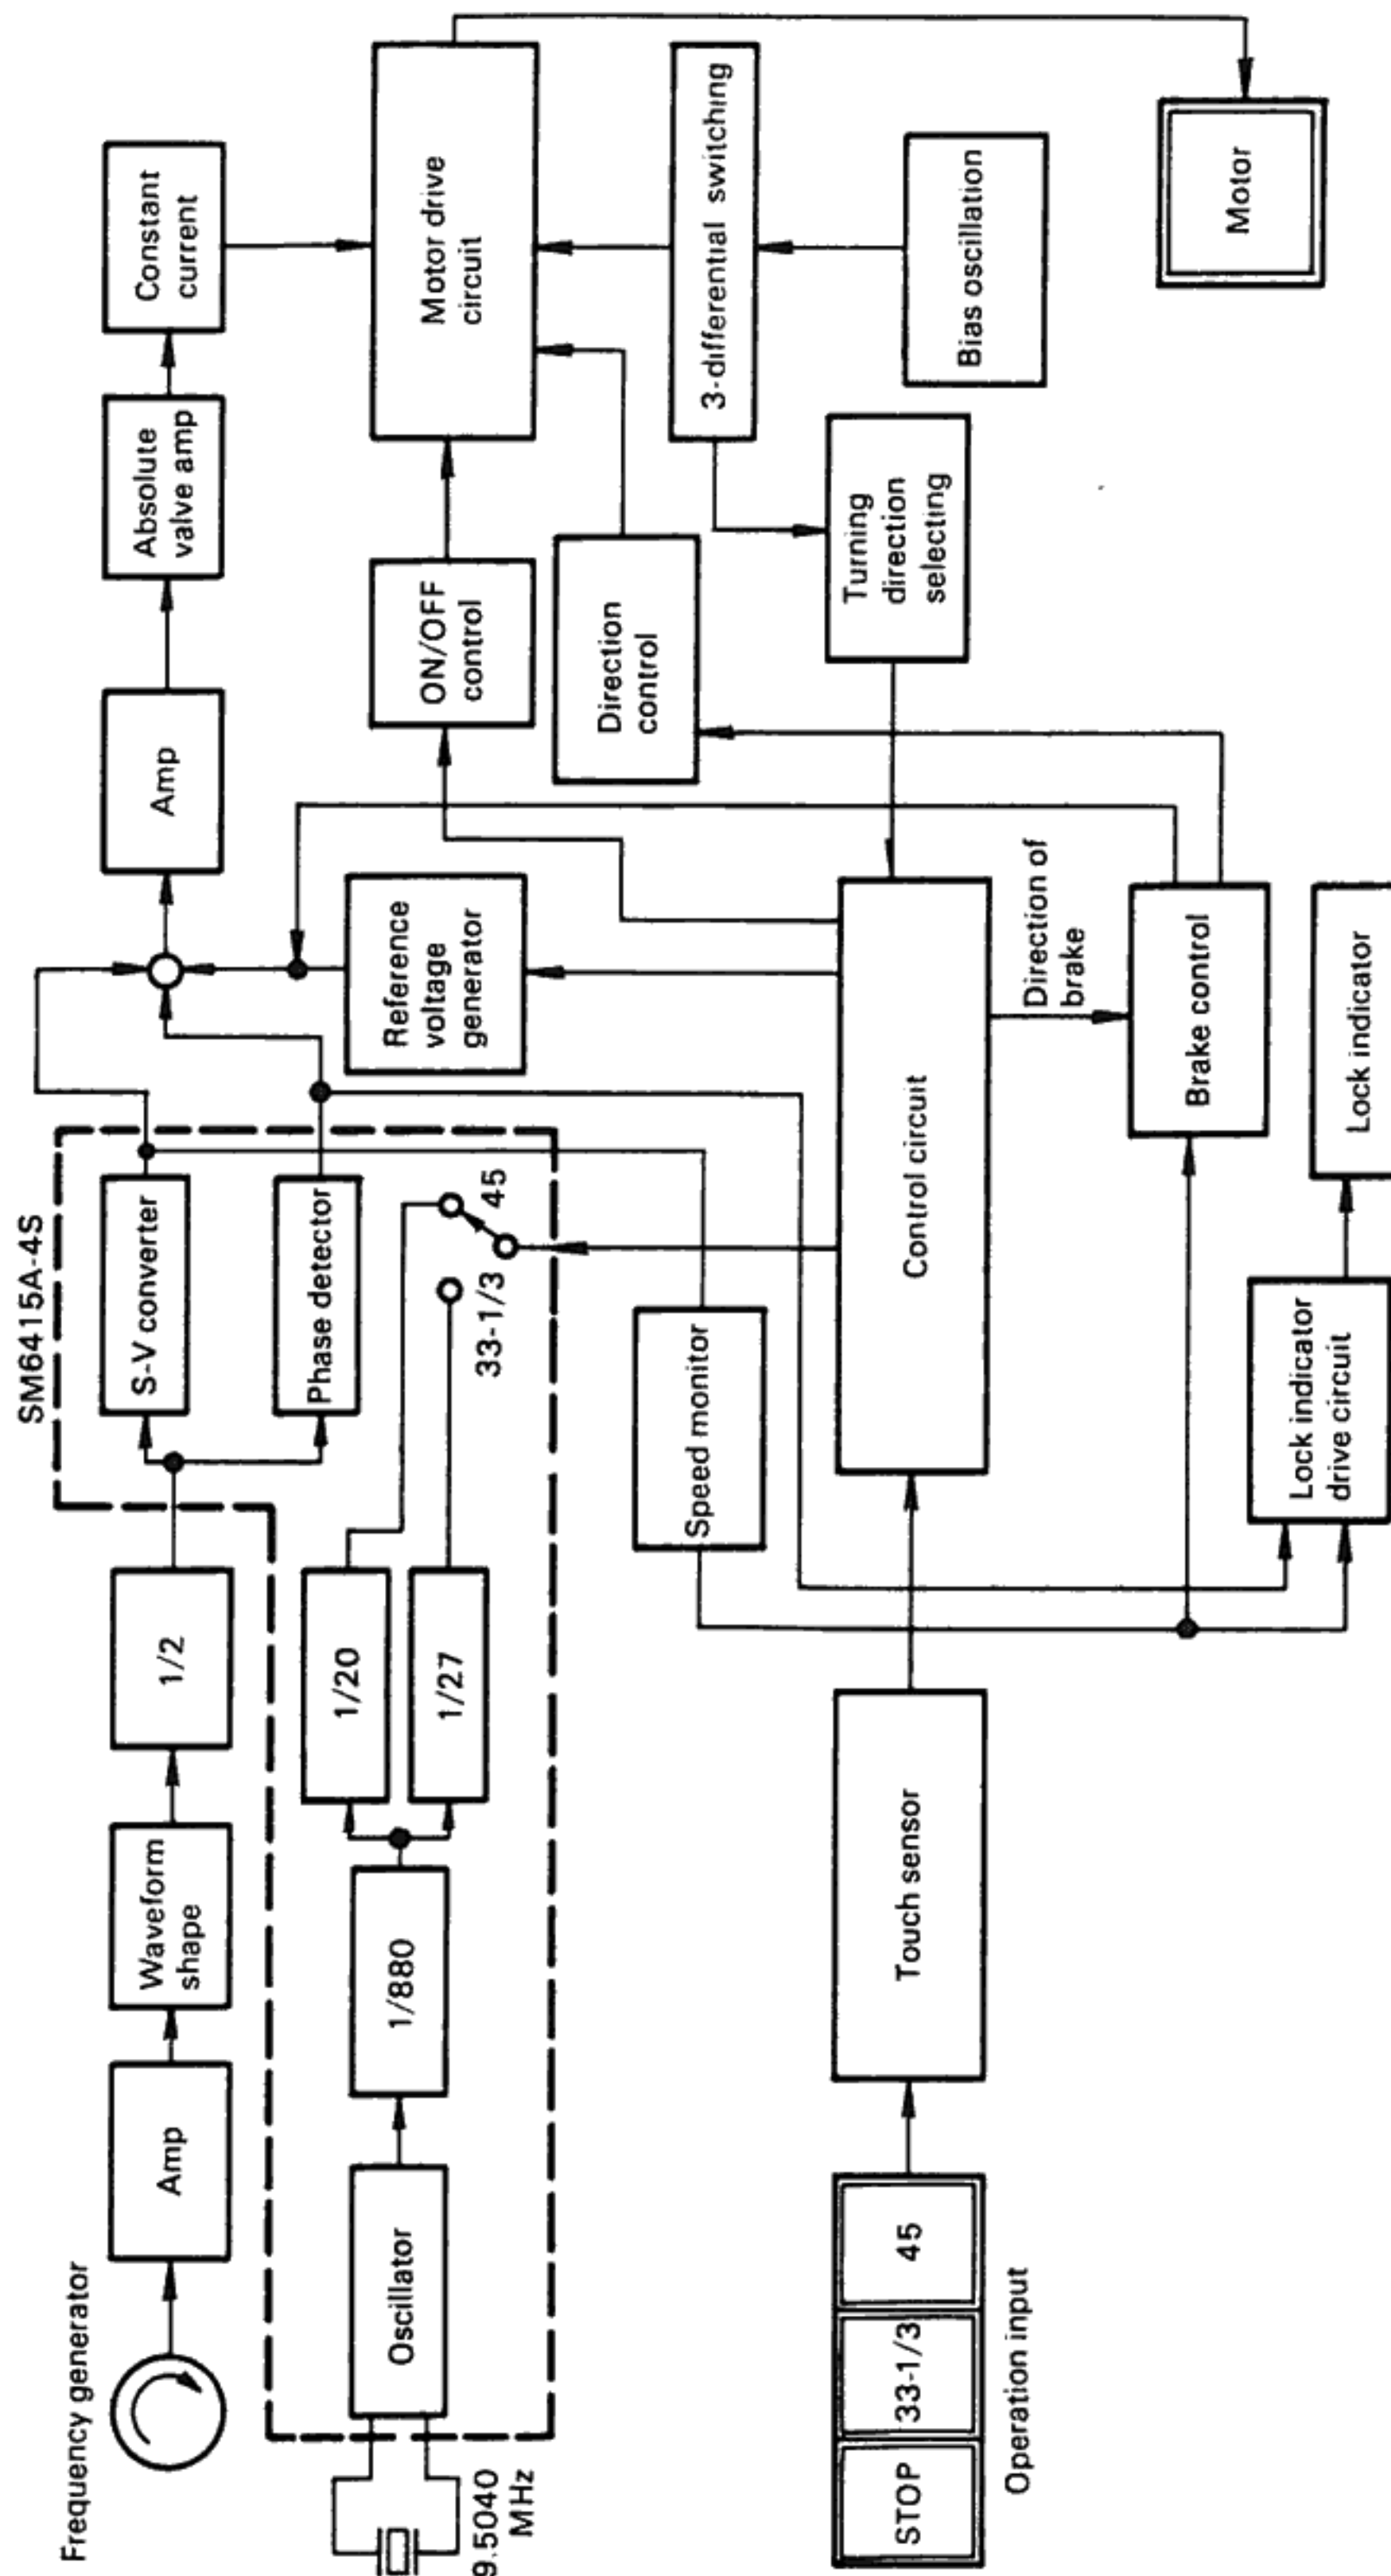 Frequency generator
Amp
Waveform
shape
1/2
SM6415A-4S
S-V converter
Phase detector
Amp
Absolute
valve amp
Constant
current
9.5040
MHz
Oscillator
1/880
1/20
1/27
45
33-1/3
Reference
voltage
generator
ON/OFF
control
Motor drive
circuit
Direction
control
3-differential switching
Speed monitor
STOP
33-1/3
45
Operation input
Touch sensor
Control circuit
Turning
direction
selecting
Bias oscillation
Direction of
brake
Brake control
Motor
Lock indicator
drive circuit
Lock indicator